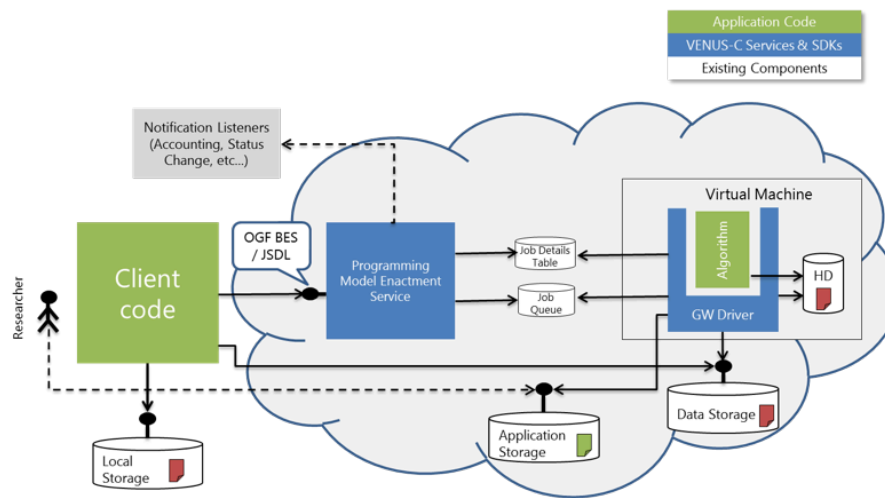 Application Code
VENUS-C Services & SDKs
Existing Components
Notification Listeners
(Accounting, Status
Change, etc...)
Virtual Machine
OGF BES
/ JSDL
Client
code
Programming
Model Enactment
Service
Job Details
Table
Job
Queue
Algorithm
HD
GW Driver
Researcher
Local
Storage
Application
Storage
Data Storage